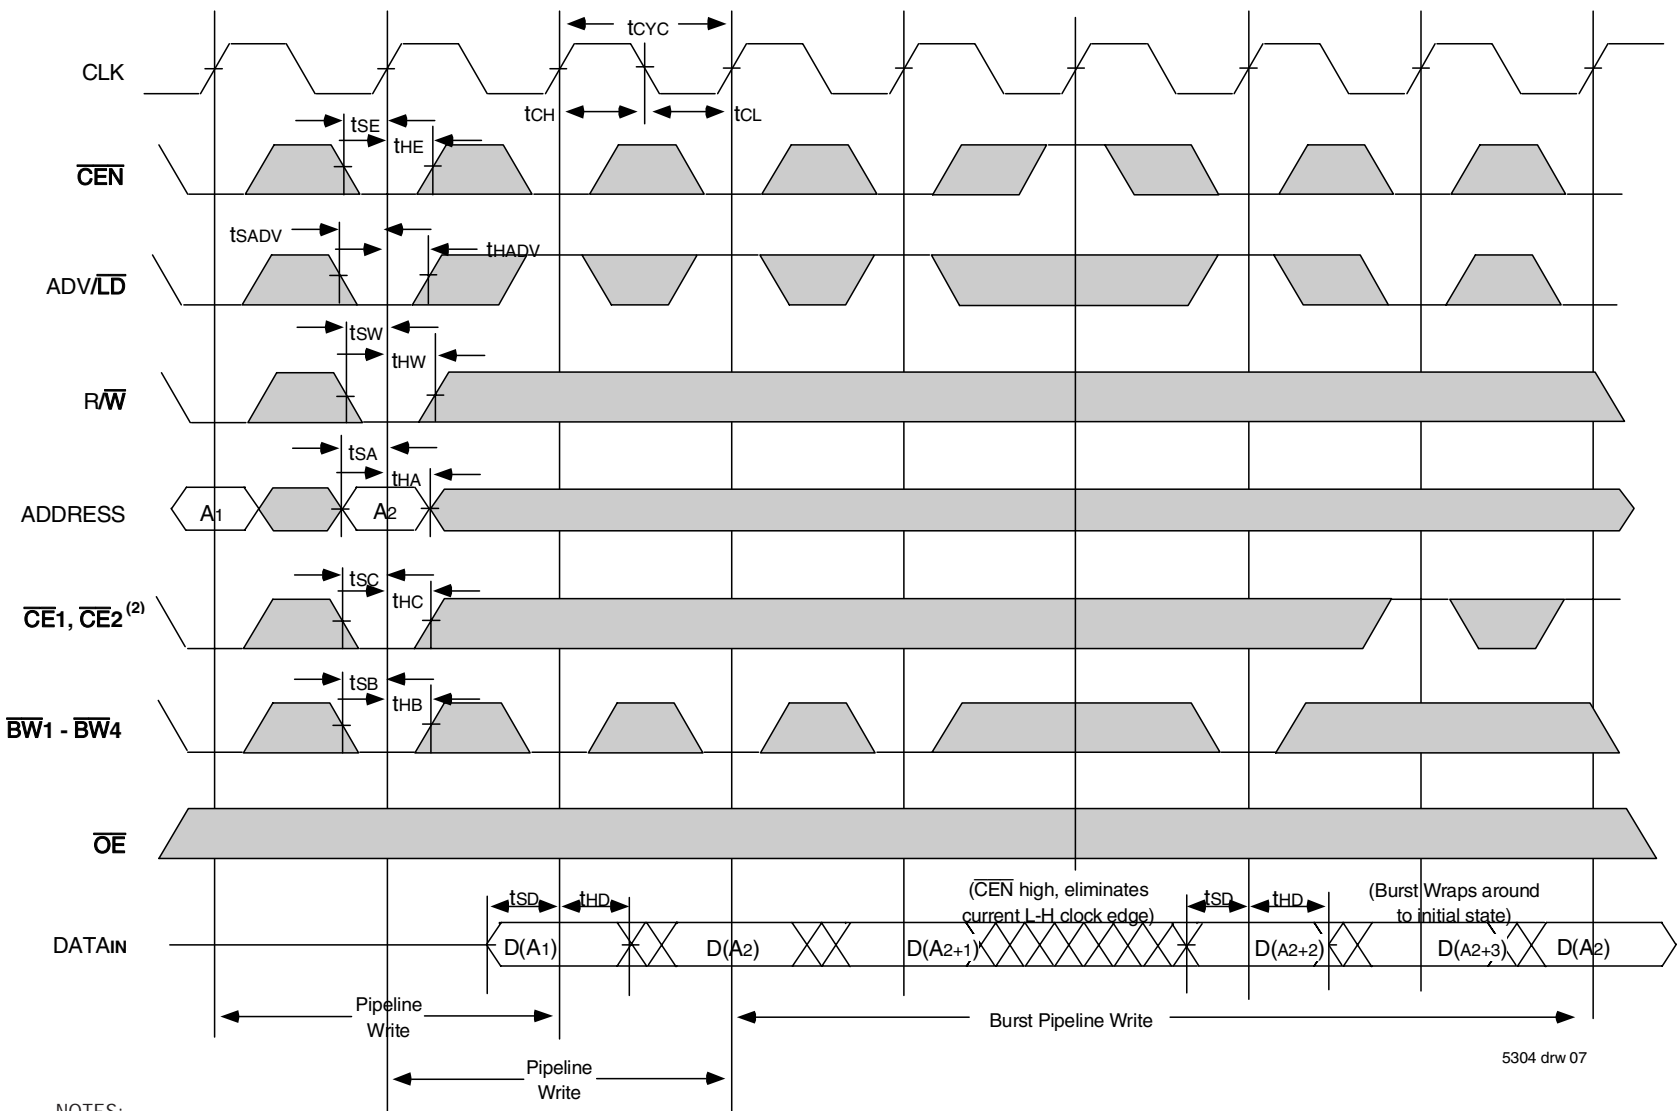 tCYC
CLK
tCH
tCL
tSE
tHE
CEN
tSADV
tHADV
ADV/LD
tSW
tHW
R/W
tSA
tHA
ADDRESS
A1
A2
tSC
tHC
CE1, CE2 (2)
tSB
tHB
BW1 - BW4
OE
(CEN high, eliminates
current L-H clock edge)
(Burst Wraps around
to initial state)
tSD
tHD
tSD
tHD
DATAIN
D(A1)
D(A2)
D(A2+1)
D(A2+2)
D(A2+3)
D(A2)
Pipeline
Write
Burst Pipeline Write
5304 drw 07
Pipeline
Write
NOTES: